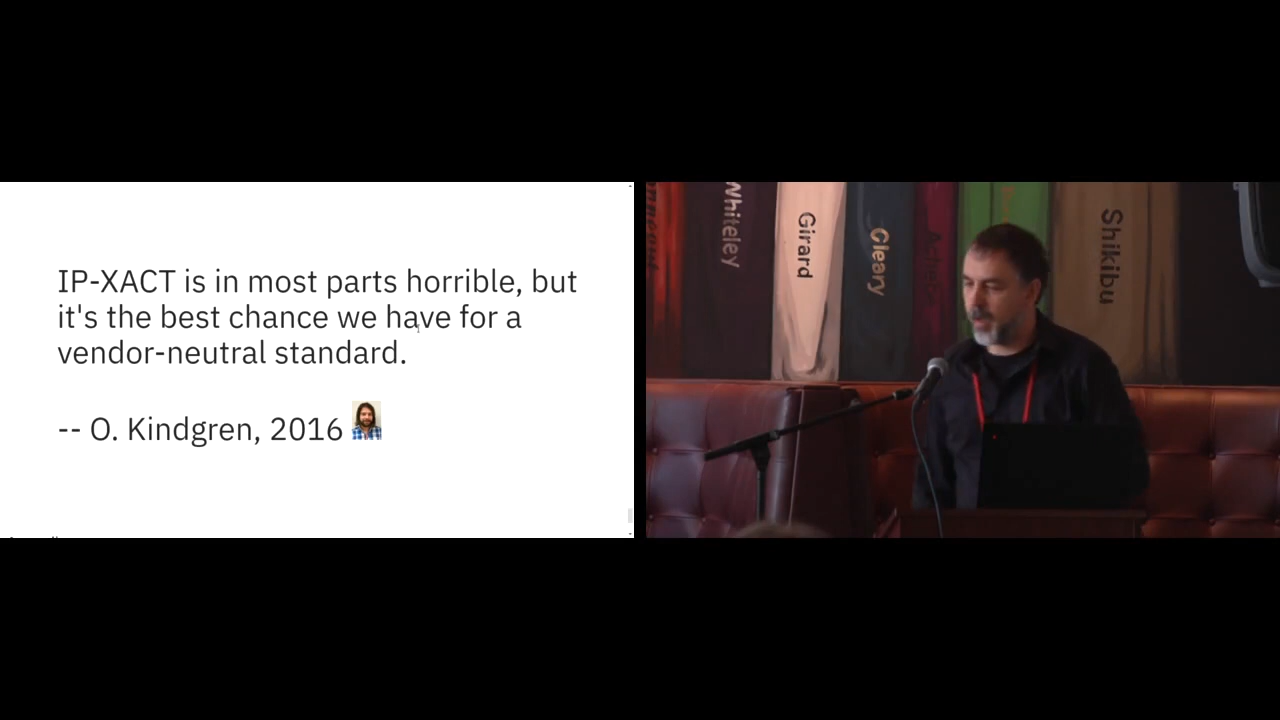 IP-XACT is in most parts horrible, but
it's the best chance we have for a
vendor-neutral standard.
-- O. Kindgren, 2016
Whiteley
Girard
Cleary
Shikibu